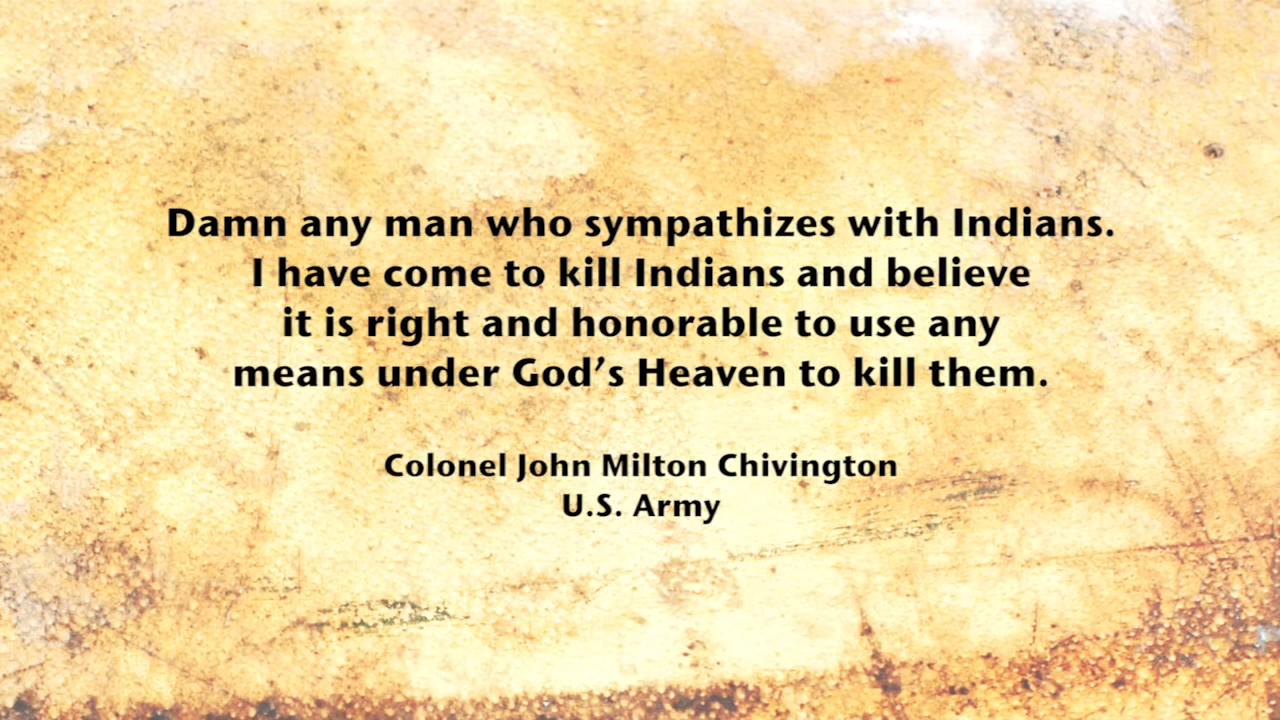 Damn any man who sympathizes with Indians.
I have come to kill Indians and believe
it is right and honorable to use any
means under God’s Heaven to kill them.
Colonel John Milton Chivington
U.S. Army